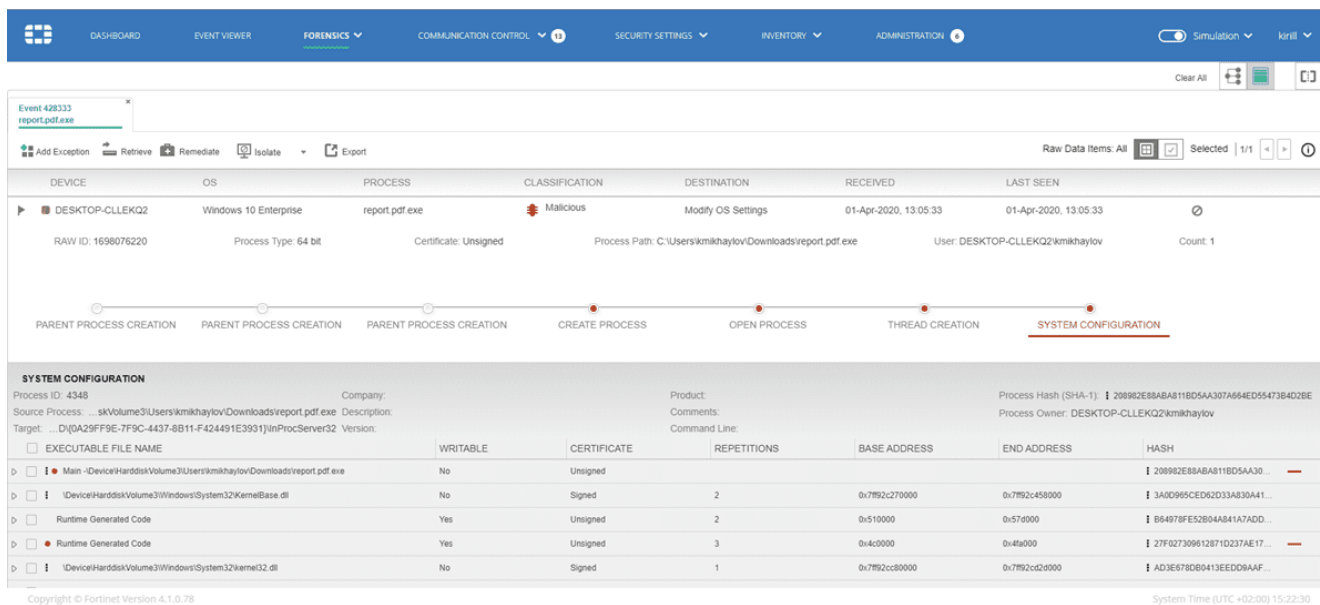 DASHBOARD EVENT VIEWER FORENSICS COMMUNICATION CONTROL 13 SECURITY SETTINGS INVENTORY ADMINISTRATION 6 Simulation kirill
Clear All
Event 428333
report.pdf.exe
Add Exception Retrieve Remediate Isolate Export Raw Data Items: All Selected 1/1
DEVICE OS PROCESS CLASSIFICATION DESTINATION RECEIVED LAST SEEN
DESKTOP-CLLEKQ2 Windows 10 Enterprise report.pdf.exe Malicious Modify OS Settings 01-Apr-2020, 13:05:33 01-Apr-2020, 13:05:33
RAW ID: 1698076220 Process Type: 64 bit Certificate: Unsigned Process Path: C:\Users\kmikhaylov\Downloads\report.pdf.exe User: DESKTOP-CLLEKQ2\kmikhaylov Count: 1
PARENT PROCESS CREATION PARENT PROCESS CREATION PARENT PROCESS CREATION CREATE PROCESS OPEN PROCESS THREAD CREATION SYSTEM CONFIGURATION
SYSTEM CONFIGURATION
Process ID: 4348 Company: Product: Process Hash (SHA-1): 208982E88ABA811BD5AA307A664ED55473B4D2BE
Source Process: ...skVolume3\Users\kmikhaylov\Downloads\report.pdf.exe Description: Comments: Process Owner: DESKTOP-CLLEKQ2\kmikhaylov
Target: ...D\{0A29FF9E-7F9C-4437-8B11-F424491E3931}\InProcServer32 Version: Command Line:
EXECUTABLE FILE NAME WRITABLE CERTIFICATE REPETITIONS BASE ADDRESS END ADDRESS HASH
Main -\Device\HarddiskVolume3\Users\kmikhaylov\Downloads\report.pdf.exe No Unsigned 208982E88ABA811BD5AA30...
\Device\HarddiskVolume3\Windows\System32\KernelBase.dll No Signed 2 0x7ff92c270000 0x7ff92c458000 3A0D965CED62D33A830A41...
Runtime Generated Code Yes Unsigned 2 0x510000 0x57d000 B64978FE52B04A841A7ADD...
Runtime Generated Code Yes Unsigned 3 0x4c0000 0x4fa000 27F027309612871D237AE17...
\Device\HarddiskVolume3\Windows\System32\kernel32.dll No Signed 1 0x7ff92cc80000 0x7ff92cd2d000 AD3E678DB0413EEDD9AAF...
Copyright © Fortinet Version 4.1.0.78 System Time (UTC +02:00) 15:22:30